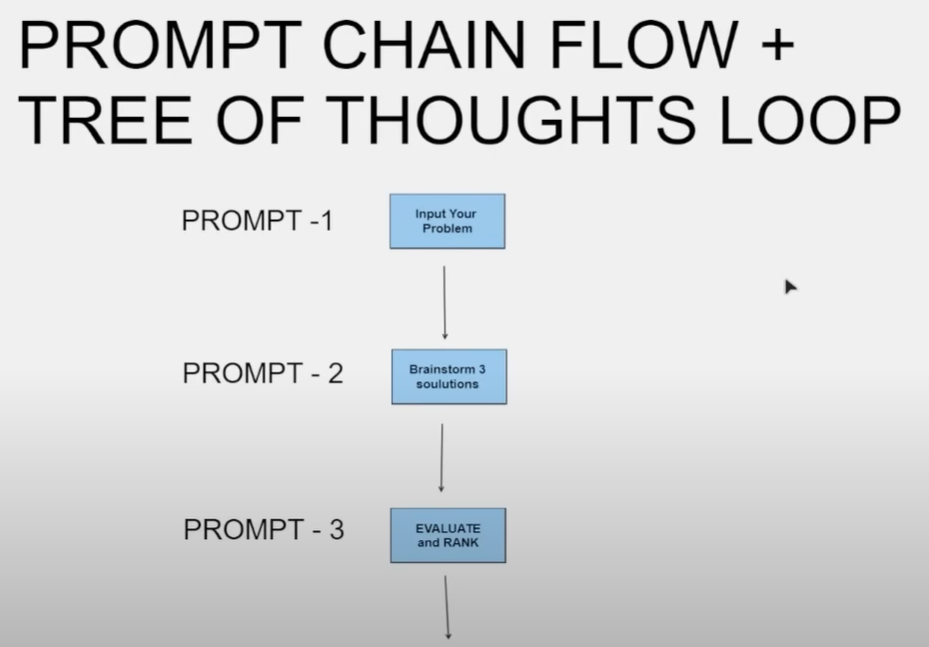 PROMPT CHAIN FLOW +
TREE OF THOUGHTS LOOP
PROMPT -1
Input Your
Problem
PROMPT - 2
Brainstorm 3
soulutions
PROMPT - 3
EVALUATE
and RANK